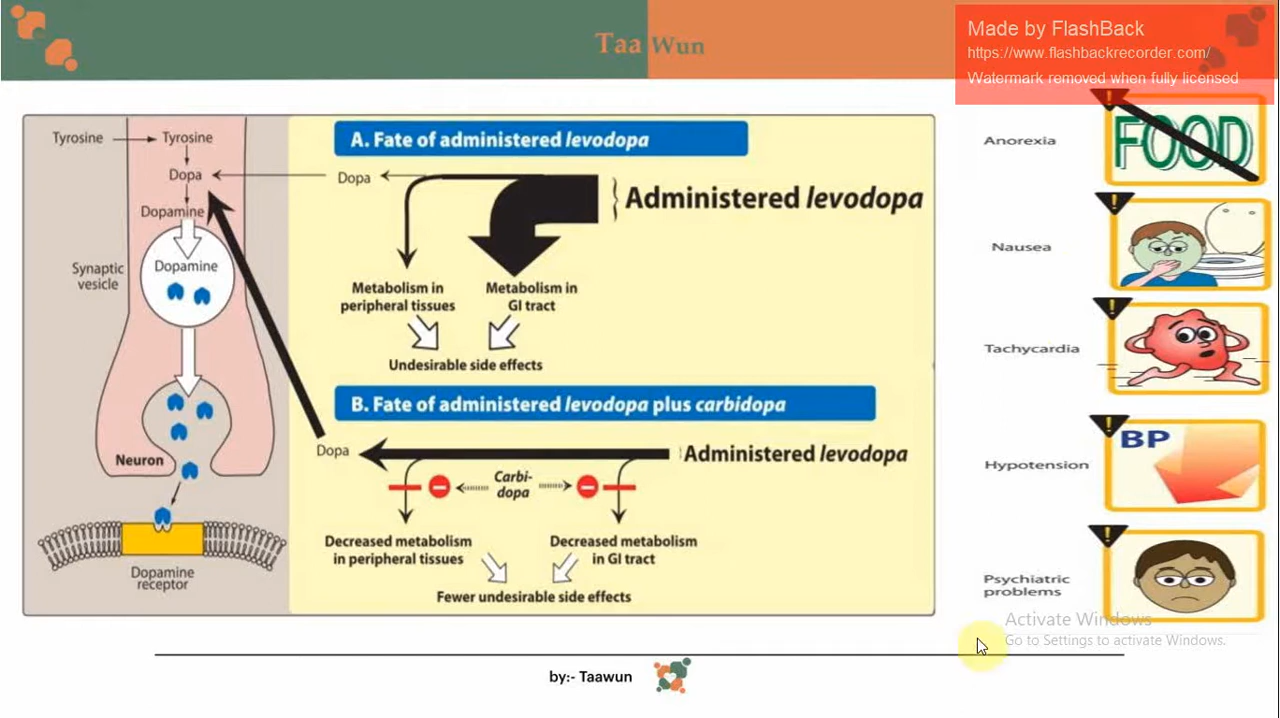 Taa Wun
Made by FlashBack
https://www.flashbackrecorder.com/
Watermark removed when fully licensed
Tyrosine
Tyrosine
Dopa
Dopamine
Synaptic
vesicle
Dopamine
Neuron
Dopamine
receptor
A. Fate of administered levodopa
Dopa
Administered levodopa
Metabolism in
peripheral tissues
Metabolism in
GI tract
Undesirable side effects
B. Fate of administered levodopa plus carbidopa
Dopa
Administered levodopa
Carbi-
dopa
Decreased metabolism
in peripheral tissues
Decreased metabolism
in GI tract
Fewer undesirable side effects
Anorexia
FOOD
Nausea
Tachycardia
Hypotension
BP
Psychiatric
problems
Activate Windows
Go to Settings to activate Windows.
by:- Taawun